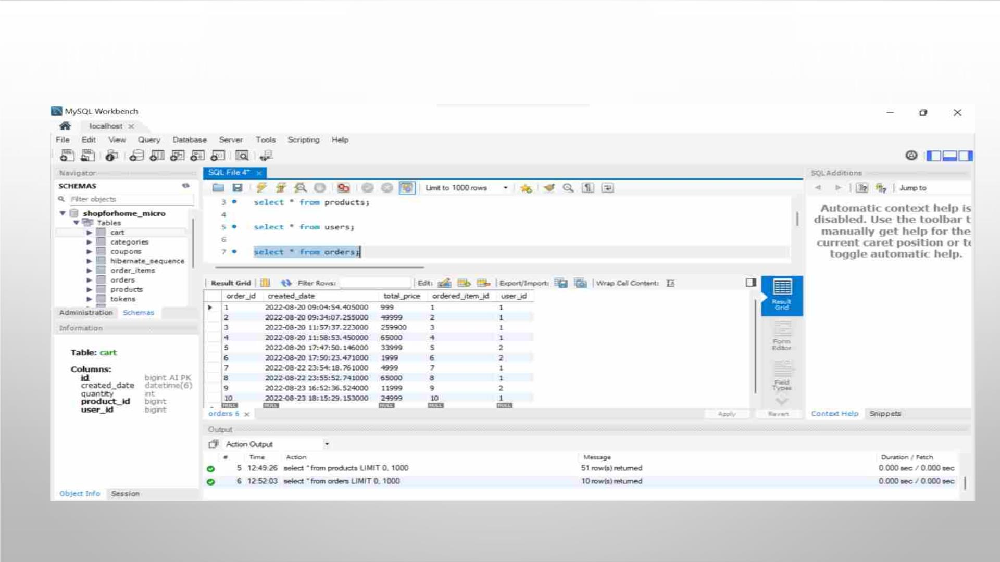 MySQL Workbench
localhost
File Edit View Query Database Server Tools Scripting Help
Navigator
SCHEMAS
Filter objects
shopforhome_micro
Tables
cart
categories
coupons
hibernate_sequence
order_items
orders
products
tokens
Administration Schemas
Information
Table: cart
Columns:
id bigint AI PK
created_date datetime(6)
quantity int
product_id bigint
user_id bigint
Object Info Session
SQL File 4*
Limit to 1000 rows
3 select * from products;
4
5 select * from users;
6
7 select * from orders;
Result Grid Filter Rows: Edit: Export/Import: Wrap Cell Content:
order_id created_date total_price ordered_item_id user_id
1 2022-08-20 09:04:54.405000 999 1 1
2 2022-08-20 09:34:07.255000 49999 2 1
3 2022-08-20 11:57:37.223000 259900 3 1
4 2022-08-20 11:58:53.450000 65000 4 1
5 2022-08-20 17:47:50.146000 33999 5 2
6 2022-08-20 17:50:23.471000 1999 6 2
7 2022-08-22 23:54:18.761000 4999 7 1
8 2022-08-22 23:55:52.741000 65000 8 1
9 2022-08-23 16:52:36.524000 11999 9 2
10 2022-08-23 18:15:29.153000 24999 10 1
NULL NULL NULL NULL NULL
Result
Grid
Form
Editor
Field
Types
orders 6 Apply Revert
Output
Action Output
# Time Action Message Duration / Fetch
5 12:49:26 select * from products LIMIT 0, 1000 51 row(s) returned 0.000 sec / 0.000 sec
6 12:52:03 select * from orders LIMIT 0, 1000 10 row(s) returned 0.000 sec / 0.000 sec
SQLAdditions
Jump to
Automatic context help is
disabled. Use the toolbar t
manually get help for the
current caret position or to
toggle automatic help.
Context Help Snippets